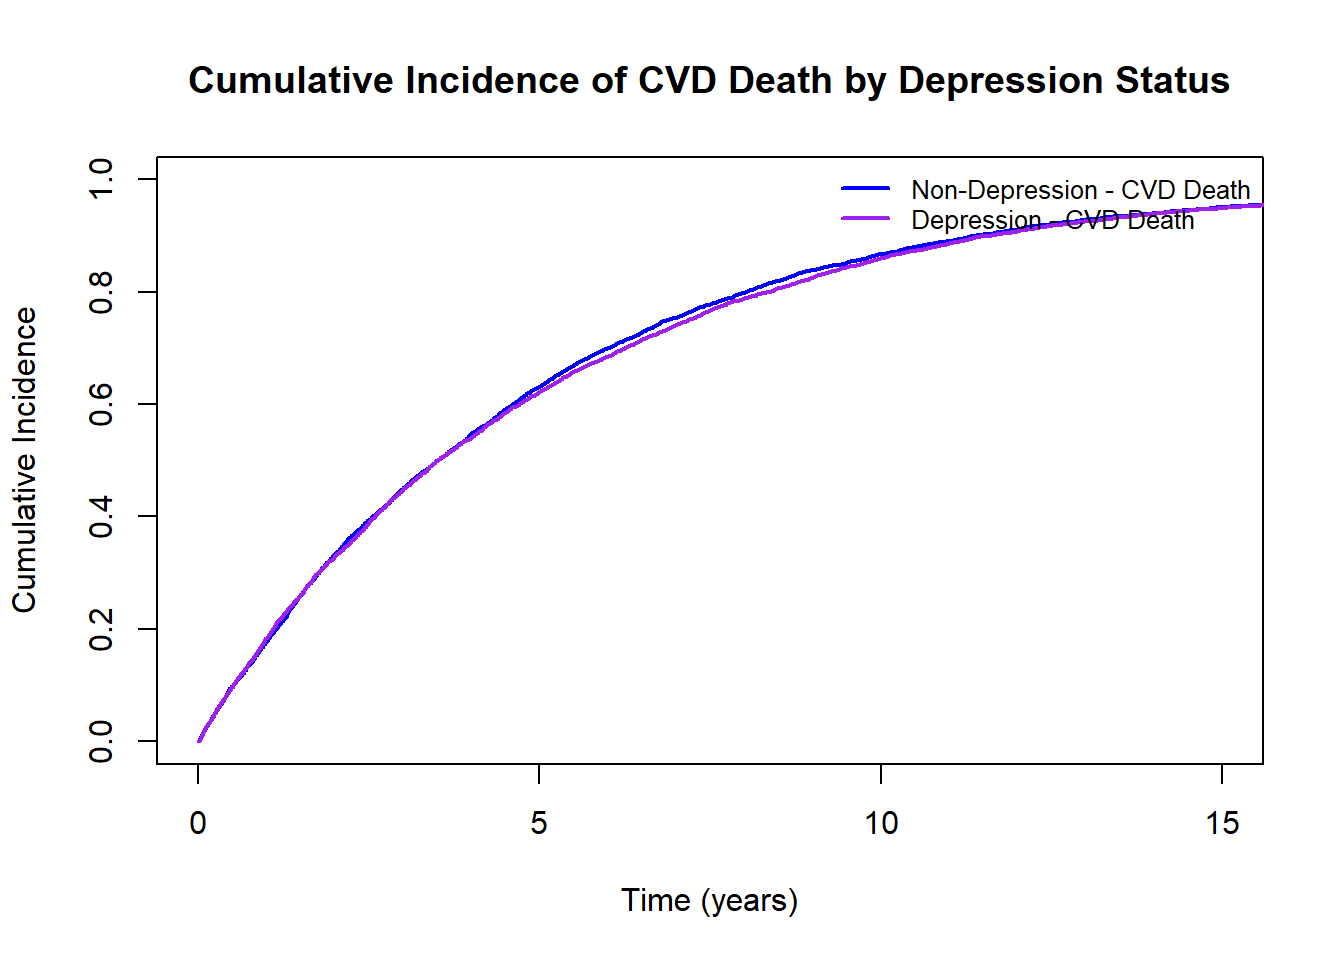 Cumulative Incidence of CVD Death by Depression Status
Non-Depression - CVD Death
Depression - CVD Death
1.0
0.8
0.6
0.4
0.2
0.0
Cumulative Incidence
0 5 10 15
Time (years)